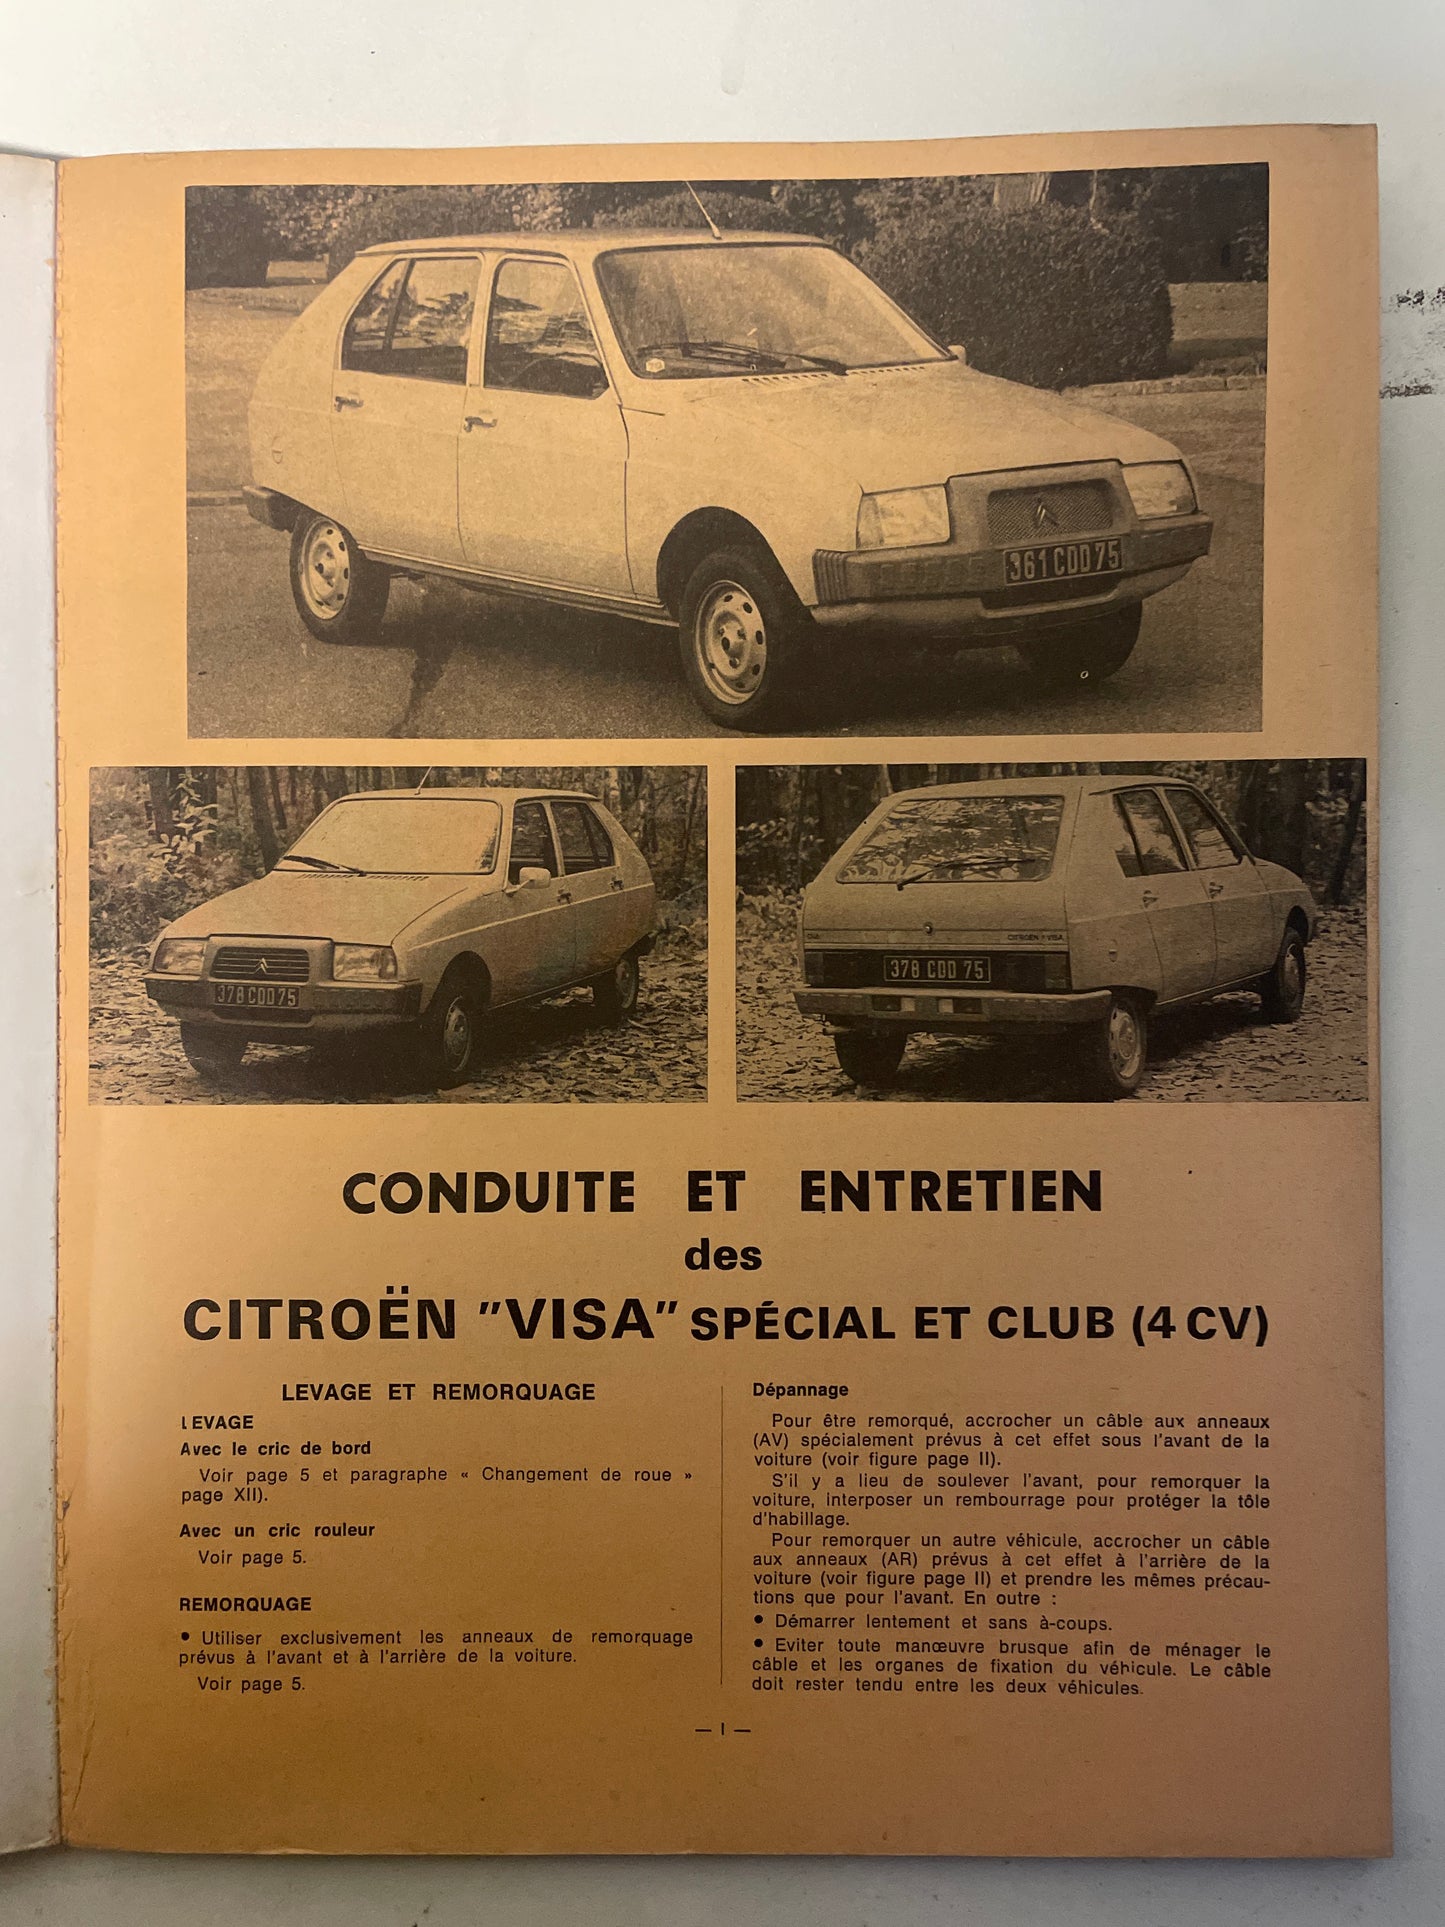 361 CDD 75
378 CDD 75
CITROËN VISA
378 CDD 75
CONDUITE ET ENTRETIEN
des
CITROËN "VISA" SPÉCIAL ET CLUB (4 CV)
LEVAGE ET REMORQUAGE
LEVAGE
Avec le cric de bord
Voir page 5 et paragraphe « Changement de roue »
page XII).
Avec un cric rouleur
Voir page 5.
REMORQUAGE
• Utiliser exclusivement les anneaux de remorquage
prévus à l'avant et à l'arrière de la voiture.
Voir page 5.
Dépannage
Pour être remorqué, accrocher un câble aux anneaux
(AV) spécialement prévus à cet effet sous l'avant de la
voiture (voir figure page II).
S'il y a lieu de soulever l'avant, pour remorquer la
voiture, interposer un rembourrage pour protéger la tôle
d'habillage.
Pour remorquer un autre véhicule, accrocher un câble
aux anneaux (AR) prévus à cet effet à l'arrière de la
voiture (voir figure page II) et prendre les mêmes précau-
tions que pour l'avant. En outre :
• Démarrer lentement et sans à-coups.
• Eviter toute manœuvre brusque afin de ménager le
câble et les organes de fixation du véhicule. Le câble
doit rester tendu entre les deux véhicules.
— I —